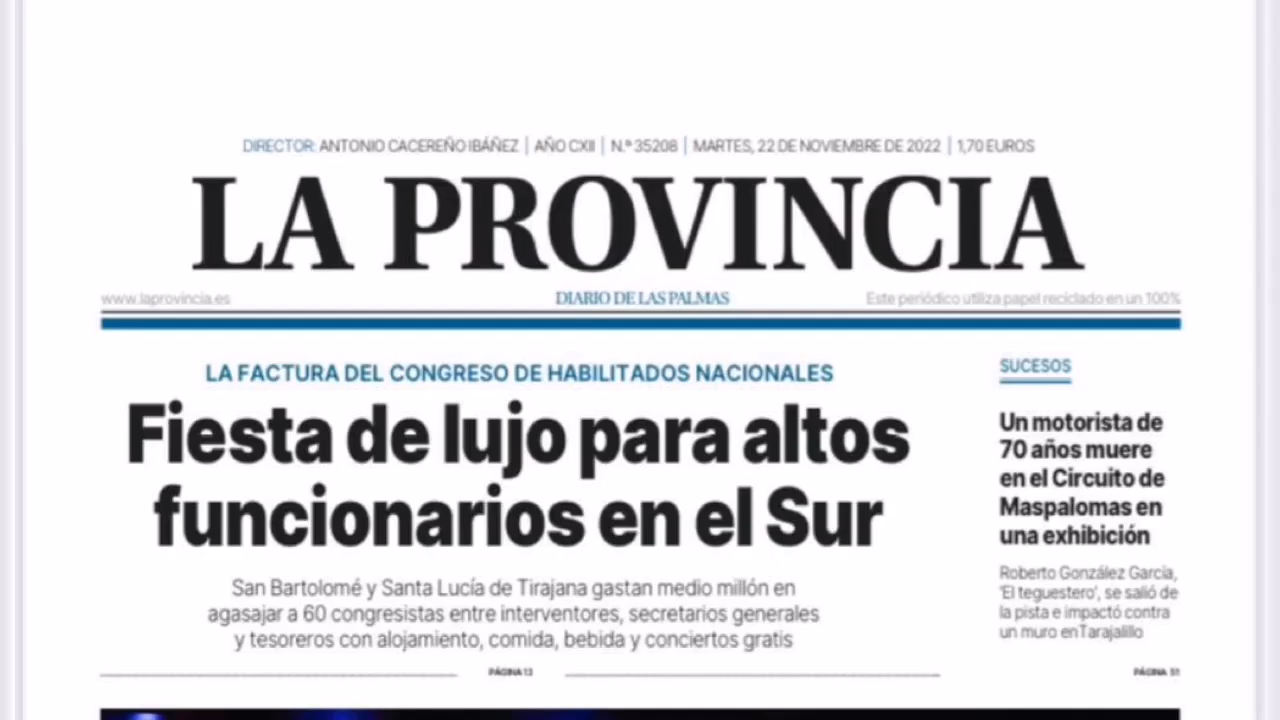 DIRECTOR: ANTONIO CACEREÑO IBÁÑEZ | AÑO CXII | N.º 35208 | MARTES, 22 DE NOVIEMBRE DE 2022 | 1,70 EUROS
LA PROVINCIA
www.laprovincia.es
DIARIO DE LAS PALMAS
Este periódico utiliza papel reciclado en un 100%
LA FACTURA DEL CONGRESO DE HABILITADOS NACIONALES
Fiesta de lujo para altos
funcionarios en el Sur
San Bartolomé y Santa Lucía de Tirajana gastan medio millón en
agasajar a 60 congresistas entre interventores, secretarios generales
y tesoreros con alojamiento, comida, bebida y conciertos gratis
PÁGINA 13
SUCESOS
Un motorista de
70 años muere
en el Circuito de
Maspalomas en
una exhibición
Roberto González García,
'El teguestero', se salió de
la pista e impactó contra
un muro en Tarajalillo
PÁGINA 51